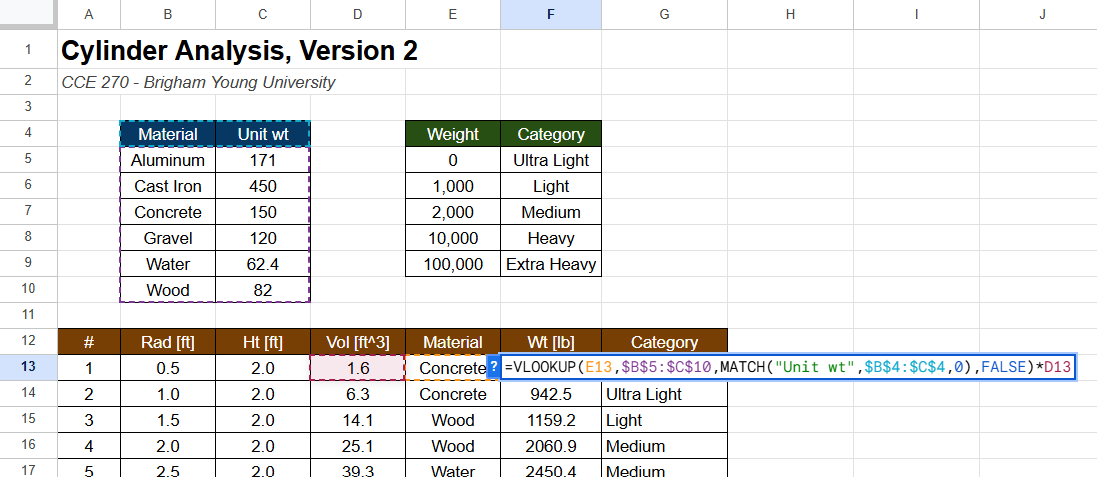 A B C D E F G H I J
1 Cylinder Analysis, Version 2
2 CCE 270 - Brigham Young University
3
4 Material Unit wt Weight Category
5 Aluminum 171 0 Ultra Light
6 Cast Iron 450 1,000 Light
7 Concrete 150 2,000 Medium
8 Gravel 120 10,000 Heavy
9 Water 62.4 100,000 Extra Heavy
10 Wood 82
11
12 # Rad [ft] Ht [ft] Vol [ft^3] Material Wt [lb] Category
13 1 0.5 2.0 1.6 Concrete ? =VLOOKUP(E13,$B$5:$C$10,MATCH("Unit wt",$B$4:$C$4,0),FALSE)*D13
14 2 1.0 2.0 6.3 Concrete 942.5 Ultra Light
15 3 1.5 2.0 14.1 Wood 1159.2 Light
16 4 2.0 2.0 25.1 Wood 2060.9 Medium
17 5 2.5 2.0 39.3 Water 2450.4 Medium